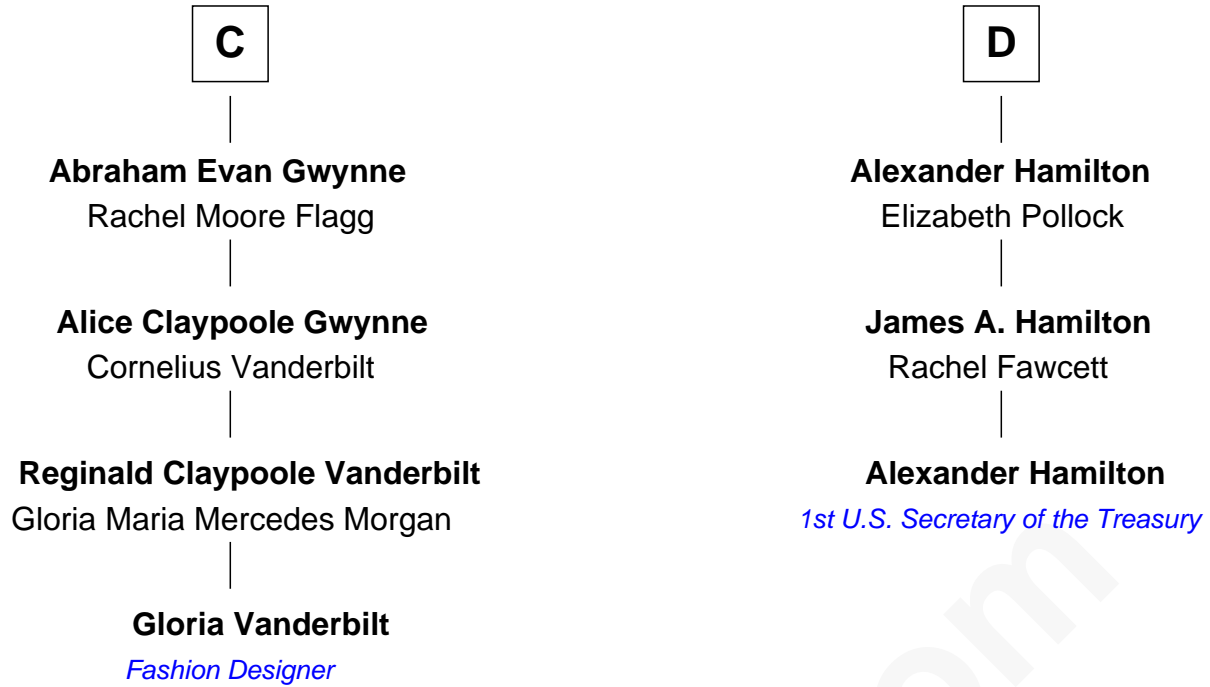 C
Abraham Evan Gwynne
Rachel Moore Flagg
Alice Claypoole Gwynne
Cornelius Vanderbilt
Reginald Claypoole Vanderbilt
Gloria Maria Mercedes Morgan
Gloria Vanderbilt
Fashion Designer
D
Alexander Hamilton
Elizabeth Pollock
James A. Hamilton
Rachel Fawcett
Alexander Hamilton
1st U.S. Secretary of the Treasury
om